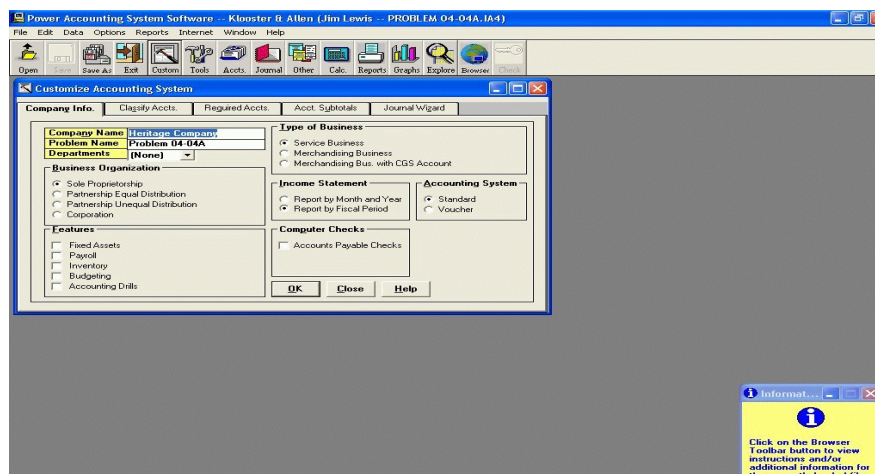 Power Accounting System Software -- Klooster & Allen (Jim Lewis -- PROBLEM 04-04A.IA4)
File Edit Data Options Reports Internet Window Help
Open Save Save As Exit Custom Tools Accts. Journal Other Calc. Reports Graphs Explore Browser Check
Customize Accounting System
Company Info. Classify Accts. Required Accts. Acct. Subtotals Journal Wizard
Company Name Heritage Company
Problem Name Problem 04-04A
Departments (None)
Business Organization
Sole Proprietorship
Partnership Equal Distribution
Partnership Unequal Distribution
Corporation
Features
Fixed Assets
Payroll
Inventory
Budgeting
Accounting Drills
Type of Business
Service Business
Merchandising Business
Merchandising Bus. with CGS Account
Income Statement
Report by Month and Year
Report by Fiscal Period
Accounting System
Standard
Voucher
Computer Checks
Accounts Payable Checks
OK Close Help
Informat...
Click on the Browser
Toolbar button to view
instructions and/or
additional information for